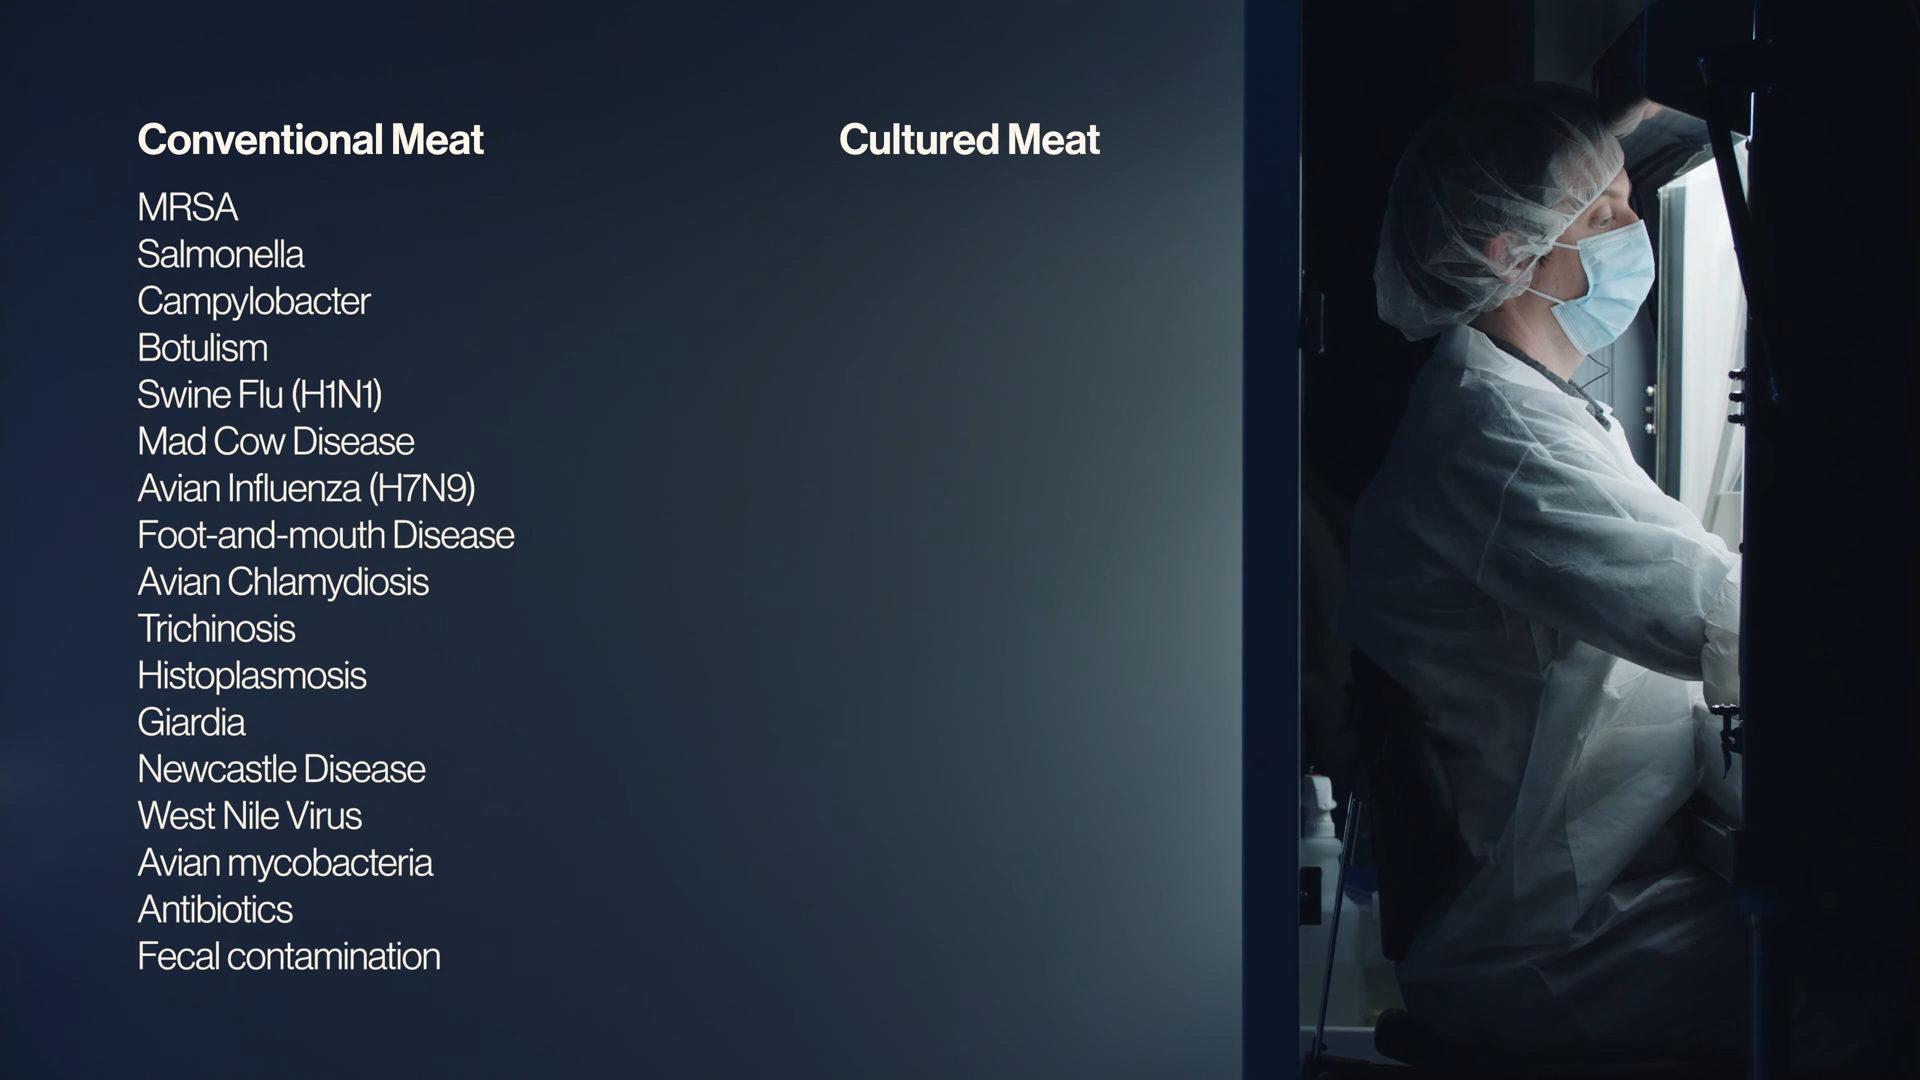 Conventional Meat
MRSA
Salmonella
Campylobacter
Botulism
Swine Flu (H1N1)
Mad Cow Disease
Avian Influenza (H7N9)
Foot-and-mouth Disease
Avian Chlamydiosis
Trichinosis
Histoplasmosis
Giardia
Newcastle Disease
West Nile Virus
Avian mycobacteria
Antibiotics
Fecal contamination
Cultured Meat